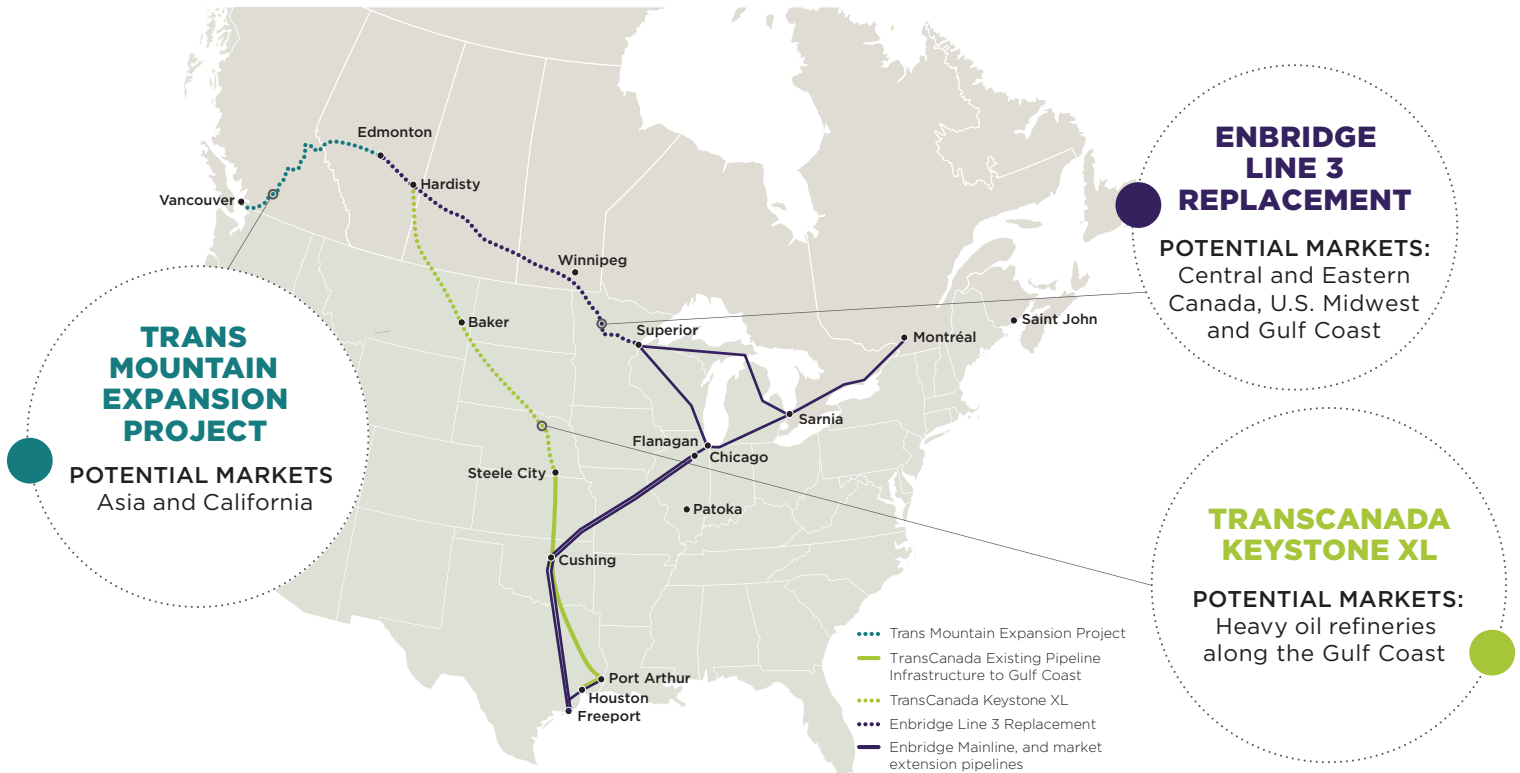 Edmonton
Hardisty
Vancouver
Winnipeg
Baker
Superior
Saint John
Montréal
Sarnia
Flanagan
Chicago
Steele City
Patoka
Cushing
Port Arthur
Houston
Freeport
TRANS
MOUNTAIN
EXPANSION
PROJECT
POTENTIAL MARKETS
Asia and California
ENBRIDGE
LINE 3
REPLACEMENT
POTENTIAL MARKETS:
Central and Eastern
Canada, U.S. Midwest
and Gulf Coast
TRANSCANADA
KEYSTONE XL
POTENTIAL MARKETS:
Heavy oil refineries
along the Gulf Coast
Trans Mountain Expansion Project
TransCanada Existing Pipeline
Infrastructure to Gulf Coast
TransCanada Keystone XL
Enbridge Line 3 Replacement
Enbridge Mainline, and market
extension pipelines